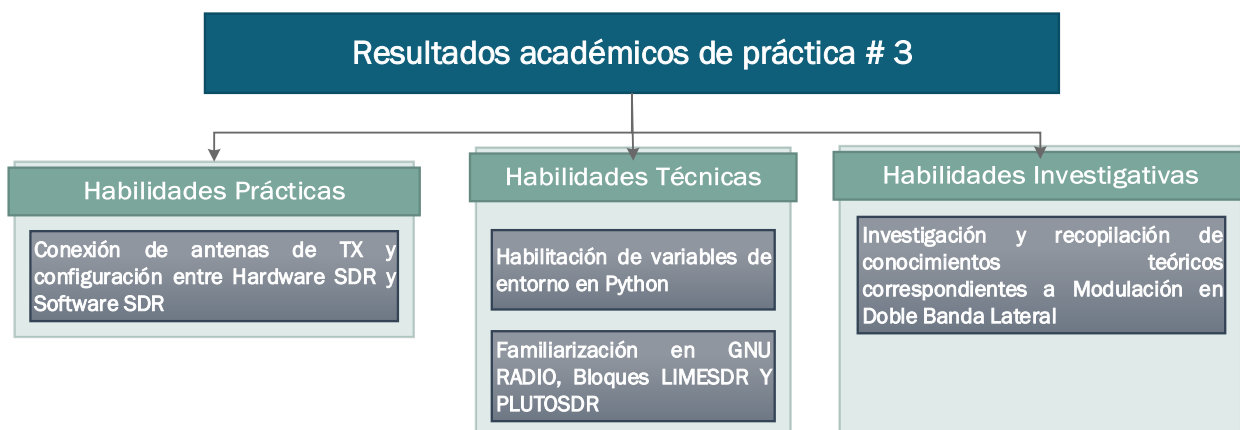 Resultados académicos de práctica # 3
Habilidades Prácticas
Conexión de antenas de TX y
configuración entre Hardware SDR y
Software SDR
Habilidades Técnicas
Habilitación de variables de
entorno en Python
Familiarización en GNU
RADIO, Bloques LIMESDR Y
PLUTOSDR
Habilidades Investigativas
Investigación y recopilación de
conocimientos teóricos
correspondientes a Modulación en
Doble Banda Lateral